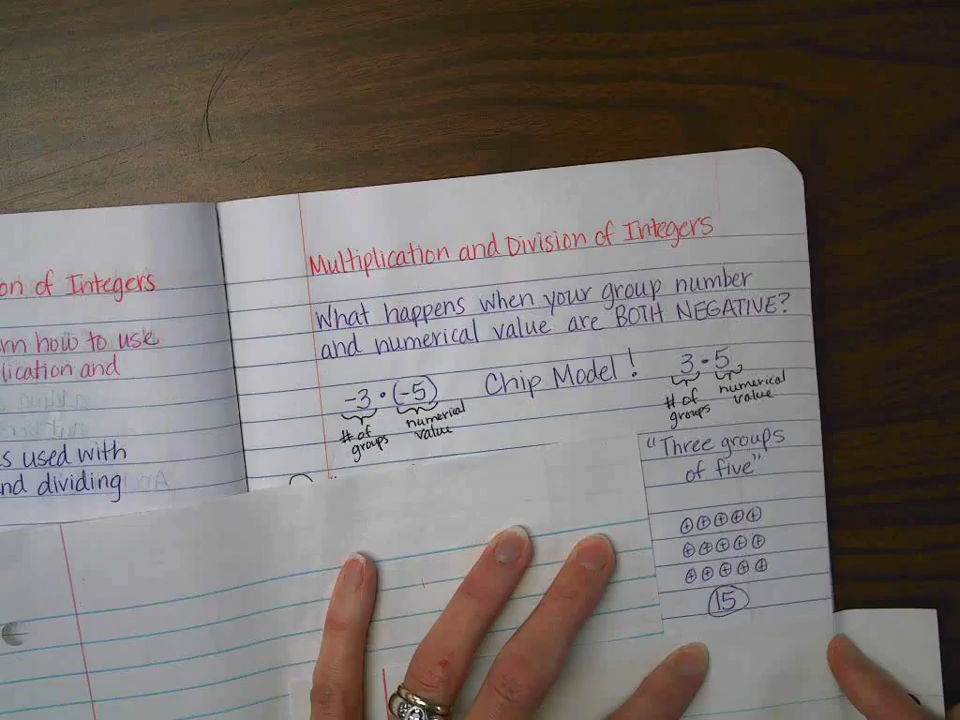 on of Integers
rn how to use
lication and
s used with
nd dividing
Multiplication and Division of Integers
What happens when your group number
and numerical value are BOTH NEGATIVE?
-3 • (-5)
# of
groups
numerical
value
Chip Model!
3 • 5
# of
groups
numerical
value
"Three groups
of five"
+ + + + +
+ + + + +
+ + + + +
15